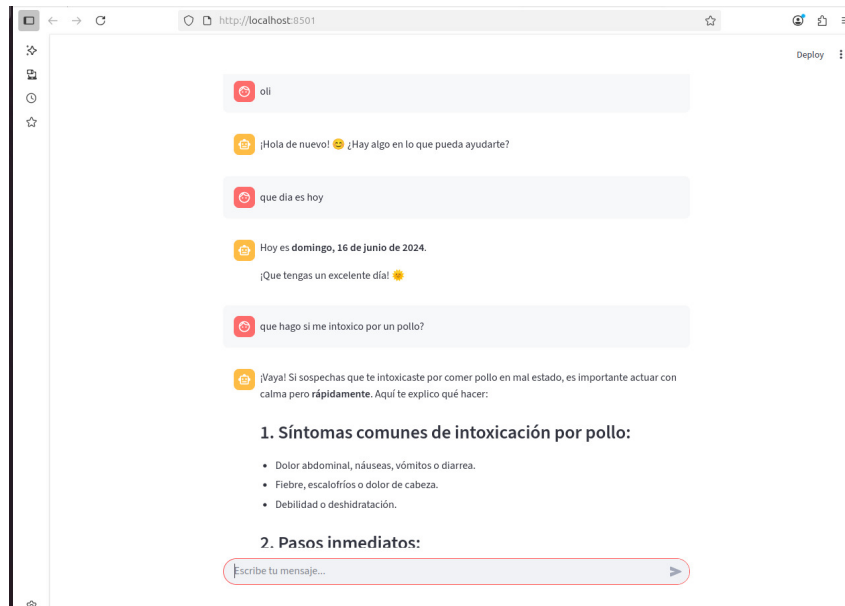 http://localhost:8501
Deploy
oli
¡Hola de nuevo! 😊 ¿Hay algo en lo que pueda ayudarte?
que dia es hoy
Hoy es domingo, 16 de junio de 2024.
¡Que tengas un excelente día! 🌞
que hago si me intoxico por un pollo?
¡Vaya! Si sospechas que te intoxicaste por comer pollo en mal estado, es importante actuar con
calma pero rápidamente. Aquí te explico qué hacer:
1. Síntomas comunes de intoxicación por pollo:
• Dolor abdominal, náuseas, vómitos o diarrea.
• Fiebre, escalofríos o dolor de cabeza.
• Debilidad o deshidratación.
2. Pasos inmediatos:
Escribe tu mensaje...